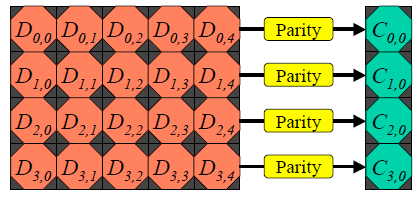 D0,0 D0,1 D0,2 D0,3 D0,4 Parity C0,0
D1,0 D1,1 D1,2 D1,3 D1,4 Parity C1,0
D2,0 D2,1 D2,2 D2,3 D2,4 Parity C2,0
D3,0 D3,1 D3,2 D3,3 D3,4 Parity C3,0